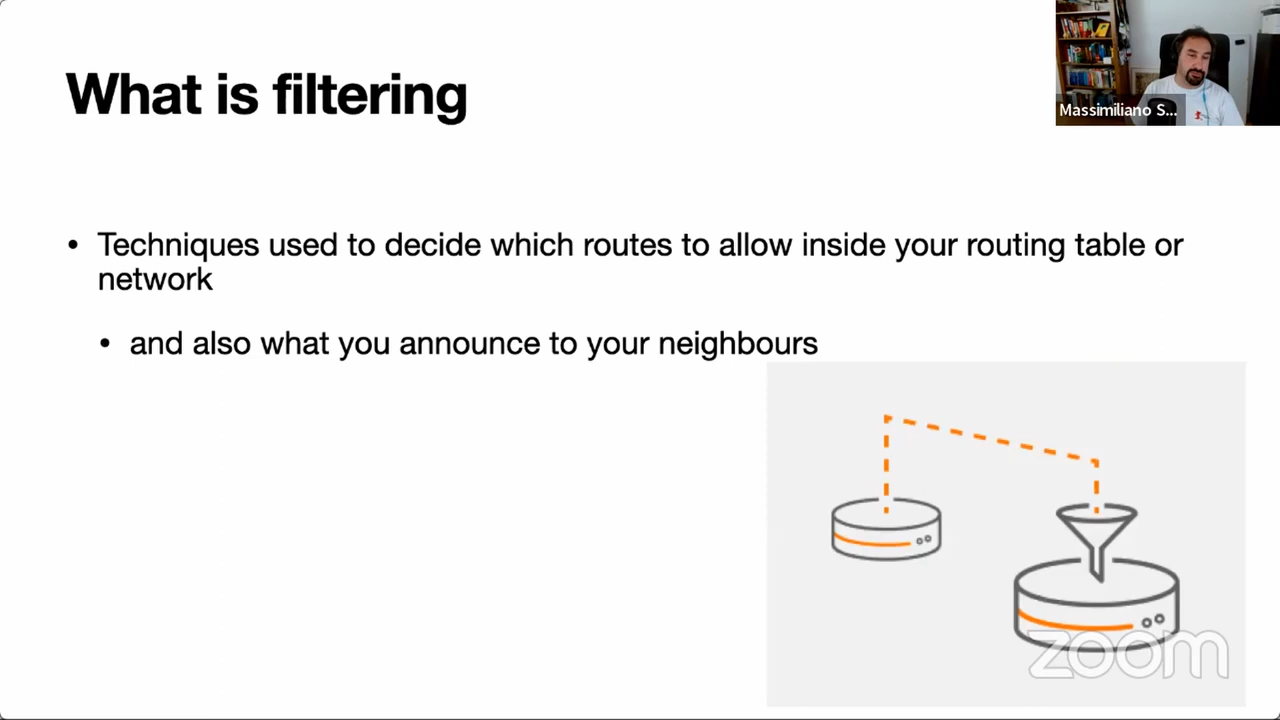 What is filtering
Massimiliano S...
• Techniques used to decide which routes to allow inside your routing table or
network
• and also what you announce to your neighbours
zoom